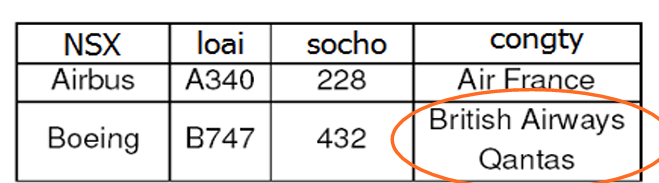 NSX loai socho congty
Airbus A340 228 Air France
Boeing B747 432 British Airways
Qantas